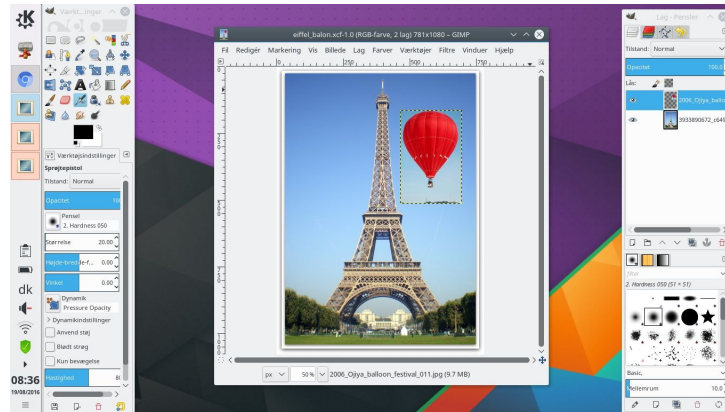 Værkt...inger
Værktøjsindstillinger
Sprøjtepistol
Tilstand: Normal
Opacitet 100
Pensel
2. Hardness 050
Størrelse 20.00
Højde-bredde-f... 0.00
Vinkel 0.00
Dynamik
Pressure Opacity
Dynamikindstillinger
Anvend støj
Blødt strøg
Kun bevægelse
Hastighed
dk
08:36
19/08/2016
eiffel_balon.xcf-1.0 (RGB-farve, 2 lag) 781x1080 – GIMP
Fil Redigér Markering Vis Billede Lag Farver Værktøjer Filtre Vinduer Hjælp
0 250 500 750
px 50 % 2006_Ojiya_balloon_festival_011.jpg (9.7 MB)
Lag - Pensler
Tilstand: Normal
Opacitet 100.0
Lås:
2006_Ojiya_ballo
3933890672_c649
filter
2. Hardness 050 (51 × 51)
Basic,
Mellemrum 10.0